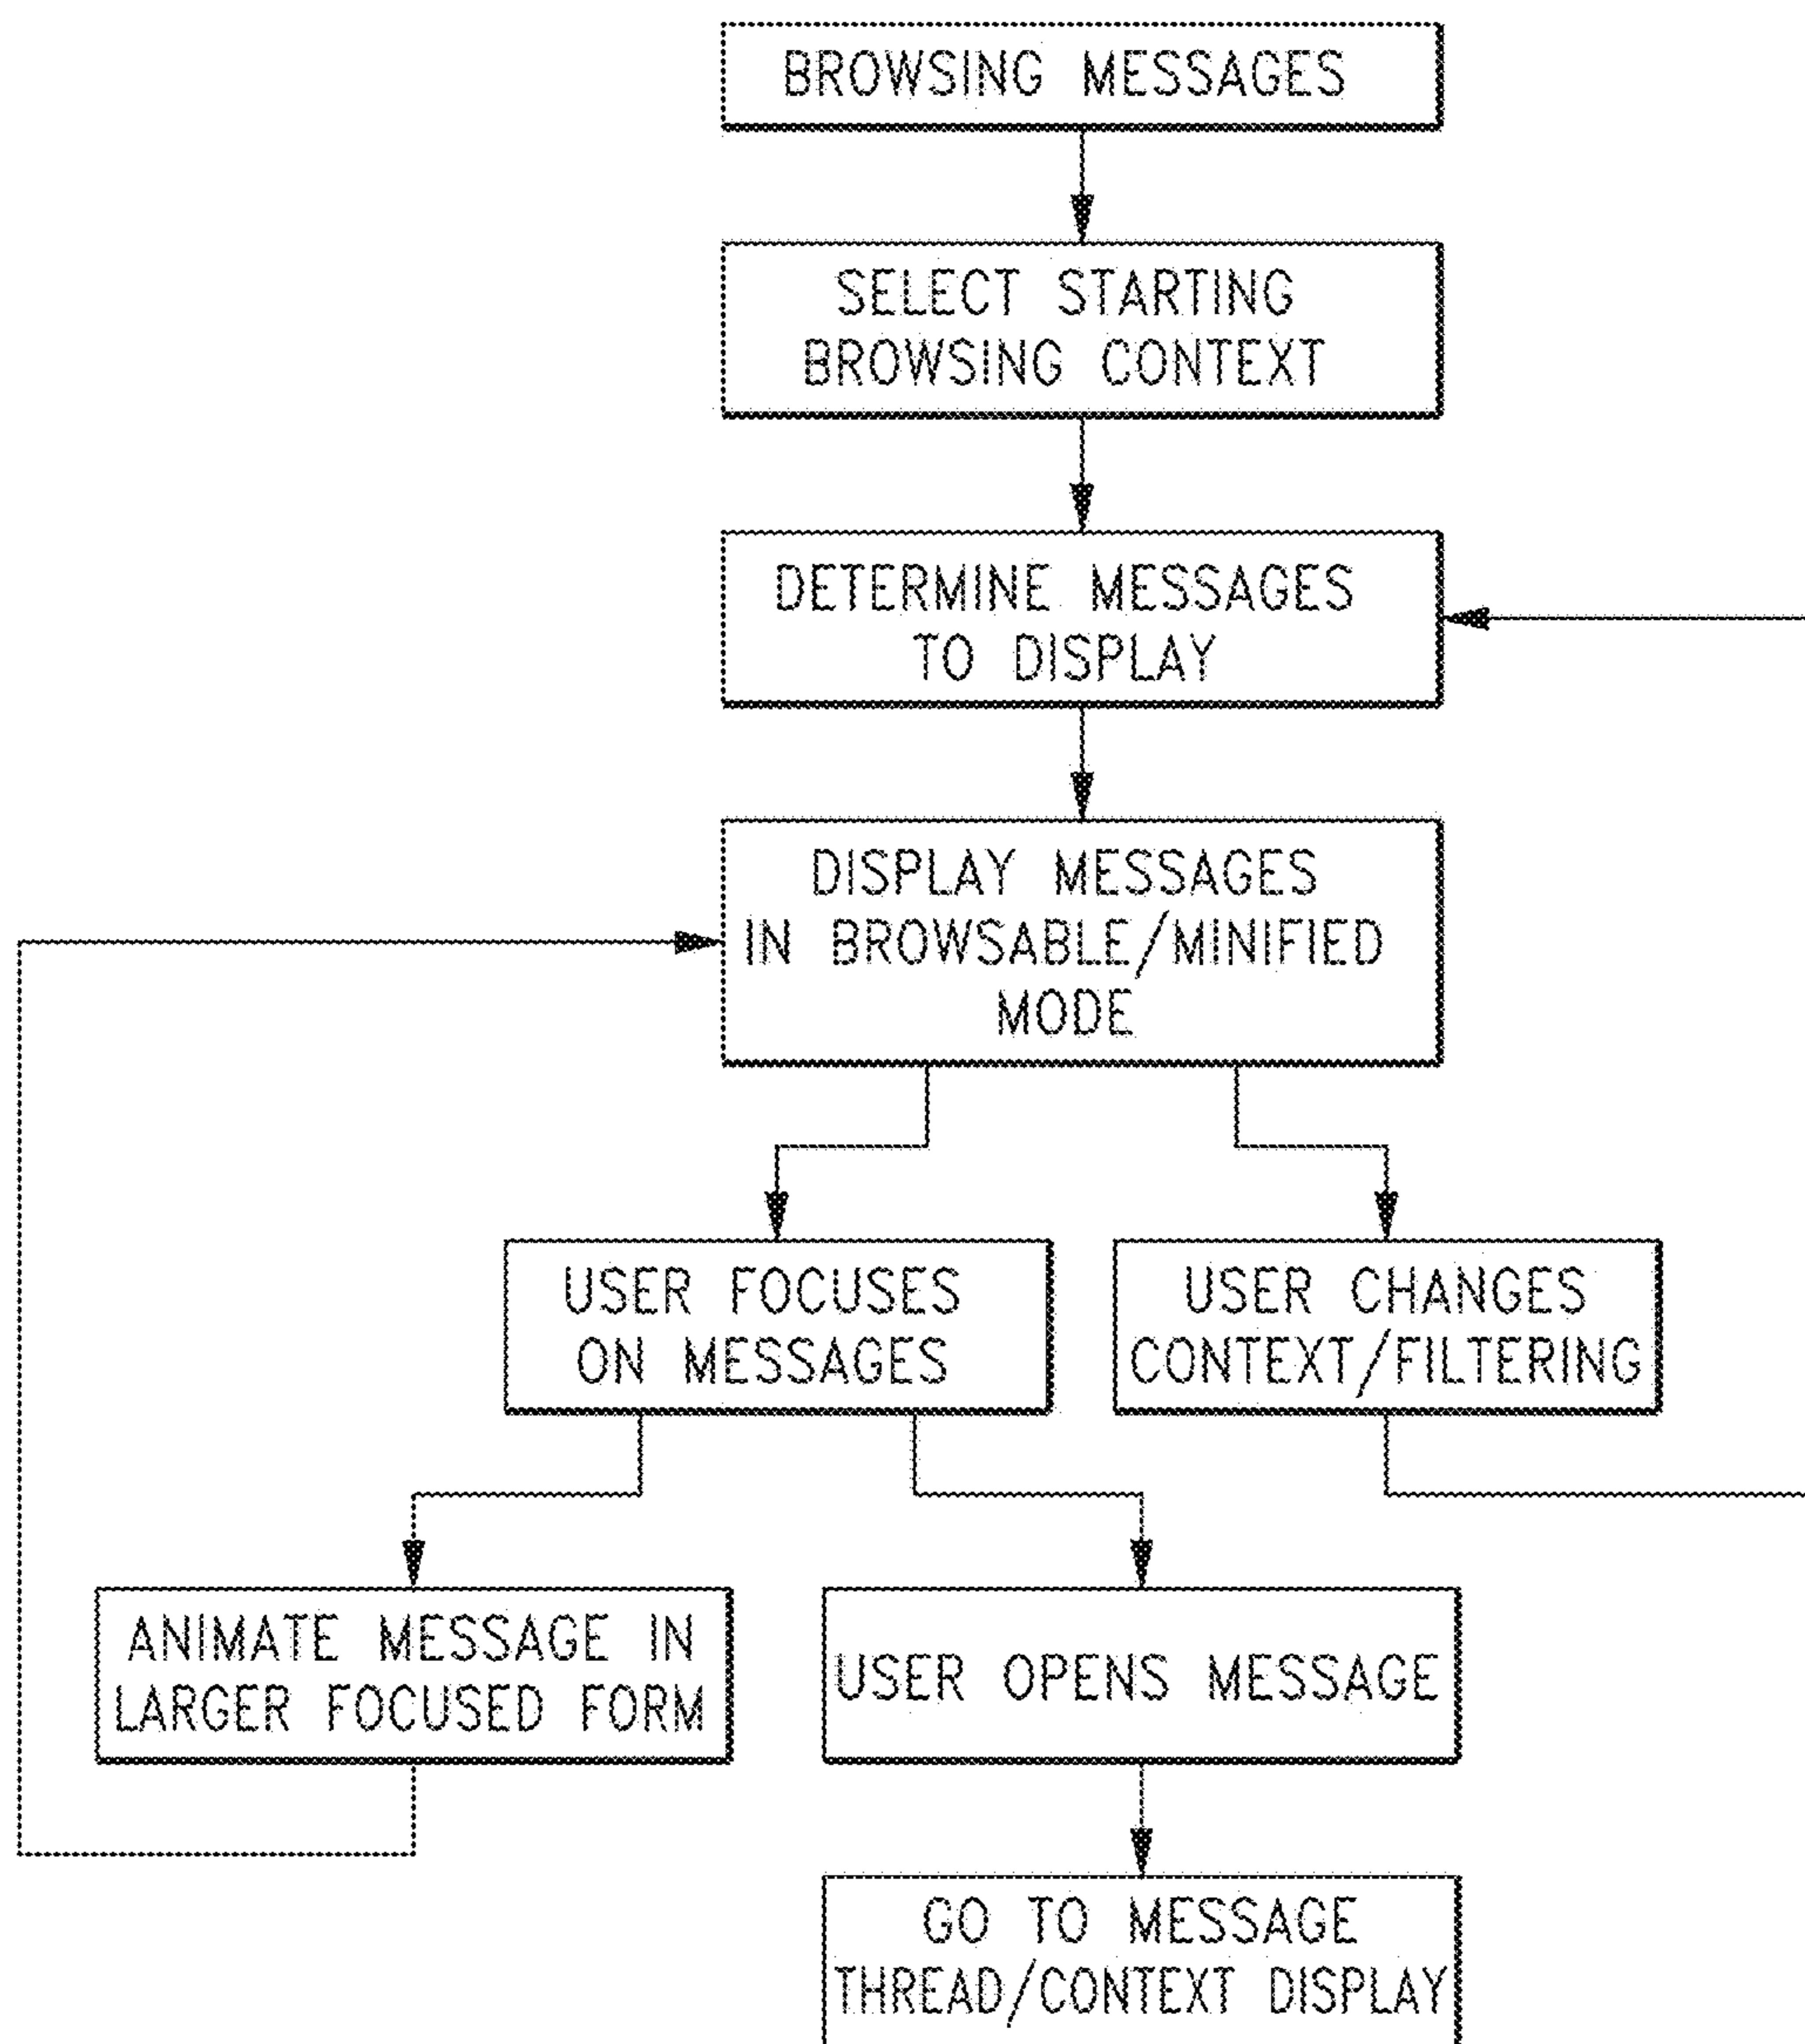 BROWSING MESSAGES
SELECT STARTING
BROWSING CONTEXT
DETERMINE MESSAGES
TO DISPLAY
DISPLAY MESSAGES
IN BROWSABLE/MINIFIED
MODE
USER FOCUSES
ON MESSAGES
USER CHANGES
CONTEXT/FILTERING
ANIMATE MESSAGE IN
LARGER FOCUSED FORM
USER OPENS MESSAGE
GO TO MESSAGE
THREAD/CONTEXT DISPLAY